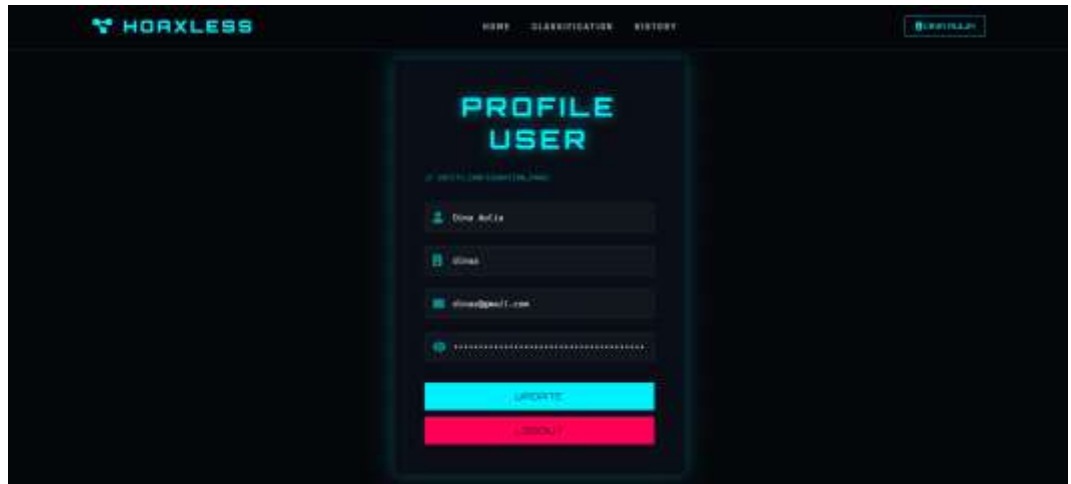 HOAXLESS
HOME CLASSIFICATION HISTORY
PROFILE
USER
Dina Aulia
dinaa
dinaa@gmail.com
UPDATE
LOGOUT